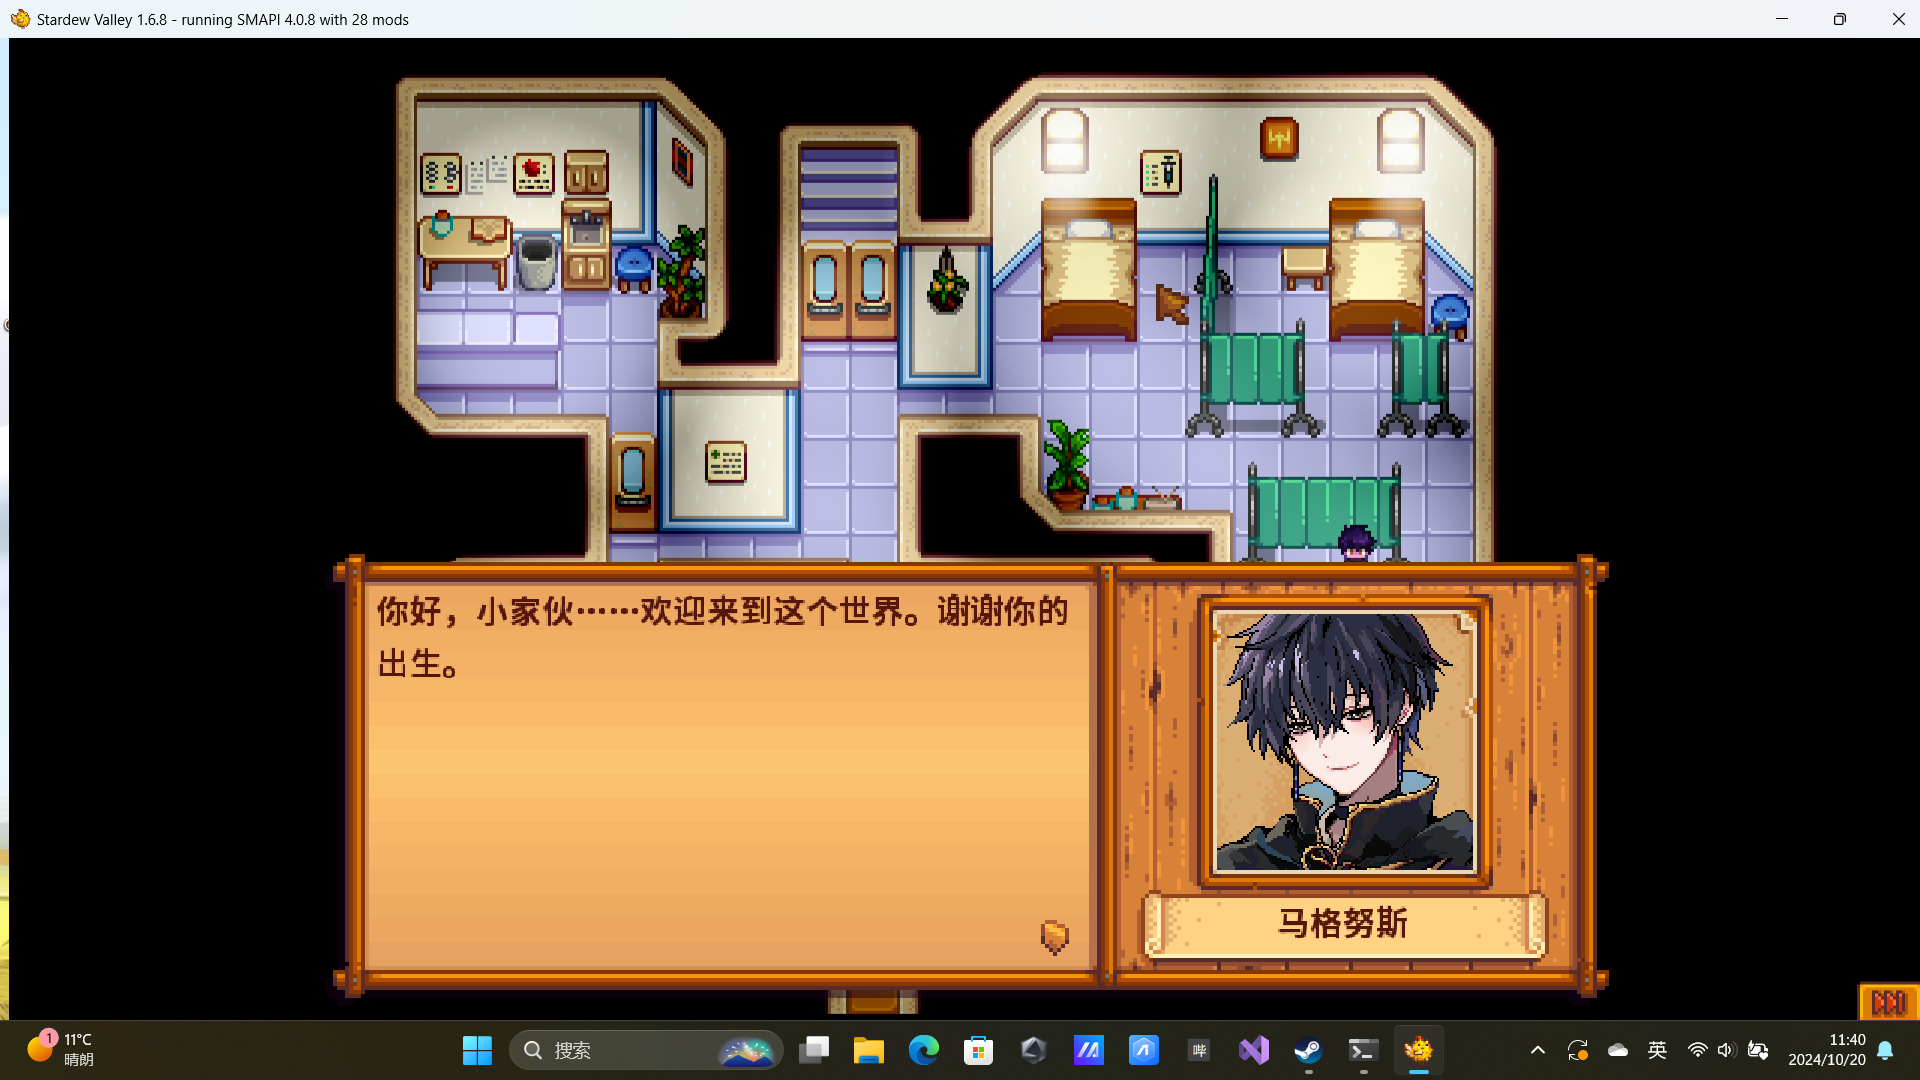 Stardew Valley 1.6.8 - running SMAPI 4.0.8 with 28 mods
你好，小家伙……欢迎来到这个世界。谢谢你的
出生。
马格努斯
1
11°C
晴朗
搜索
哔
英
11:40
2024/10/20